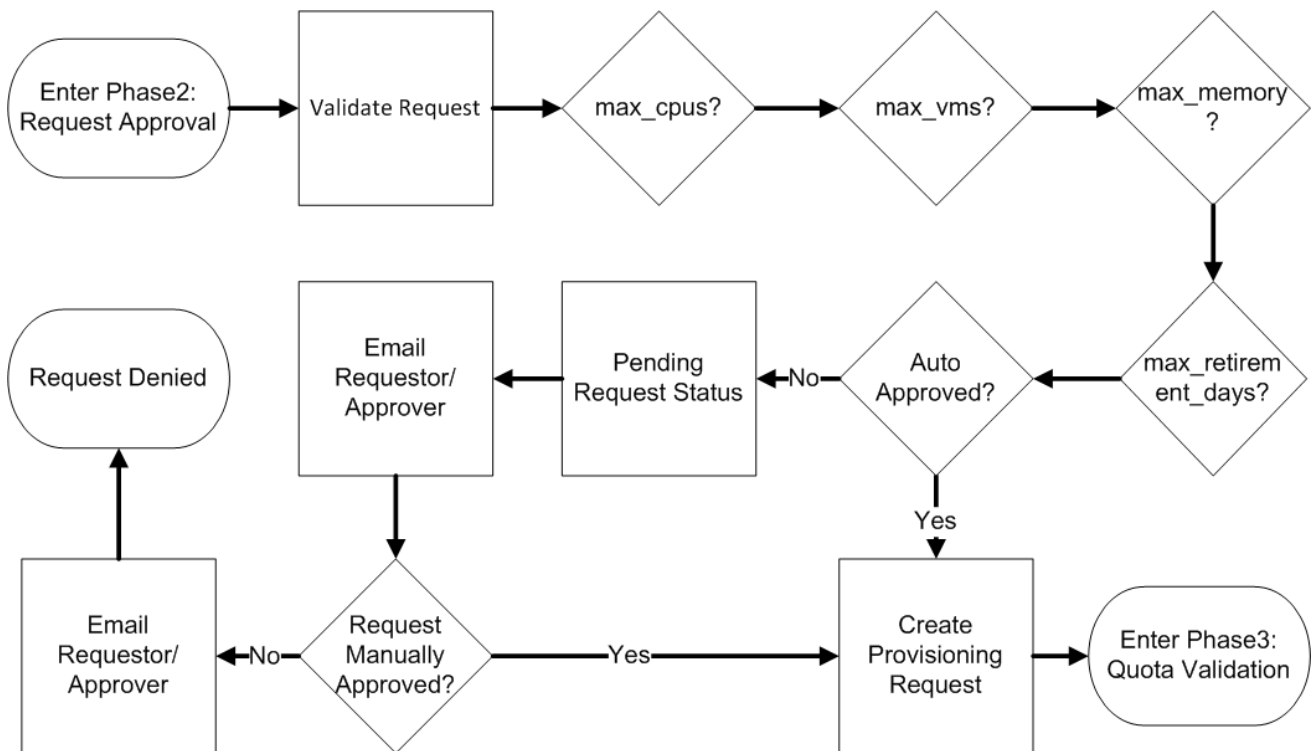 Enter Phase2:
Request Approval
Validate Request
max_cpus?
max_vms?
max_memory
?
Request Denied
Email
Requestor/
Approver
Pending
Request Status
No
Auto
Approved?
max_retirem
ent_days?
Yes
Email
Requestor/
Approver
No
Request
Manually
Approved?
Yes
Create
Provisioning
Request
Enter Phase3:
Quota Validation